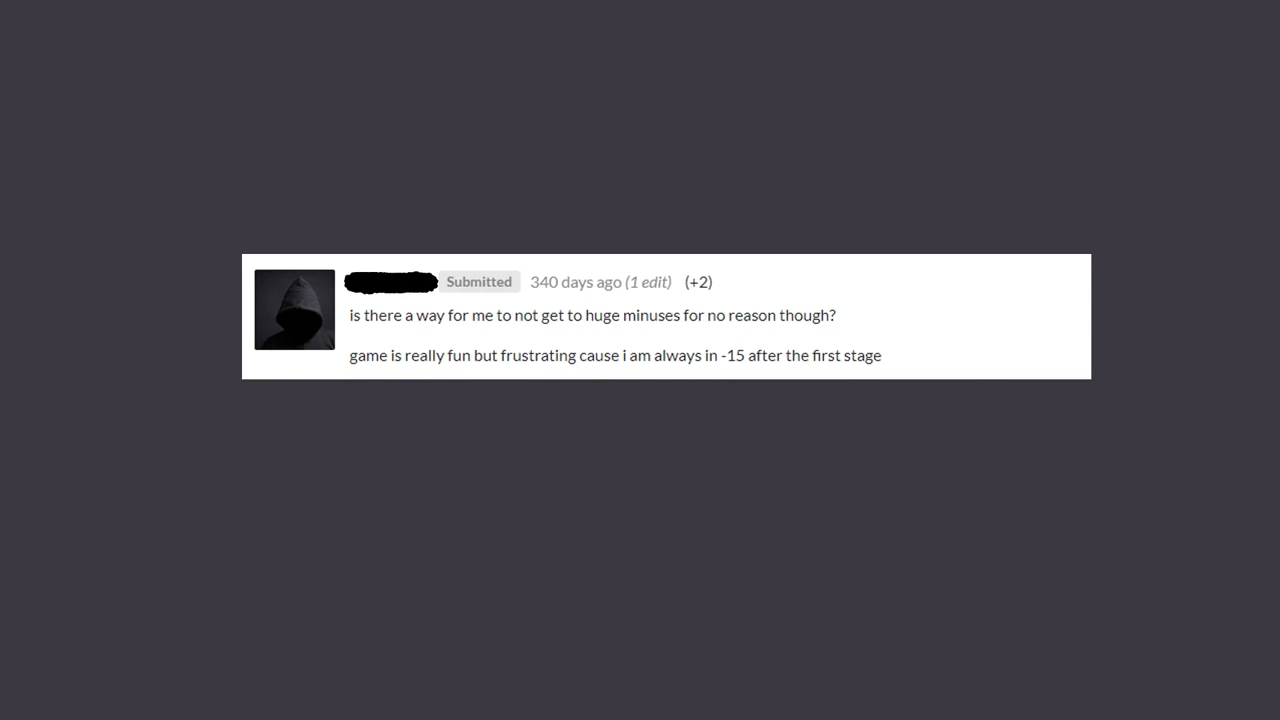 Submitted 340 days ago (1 edit) (+2)
is there a way for me to not get to huge minuses for no reason though?
game is really fun but frustrating cause i am always in -15 after the first stage